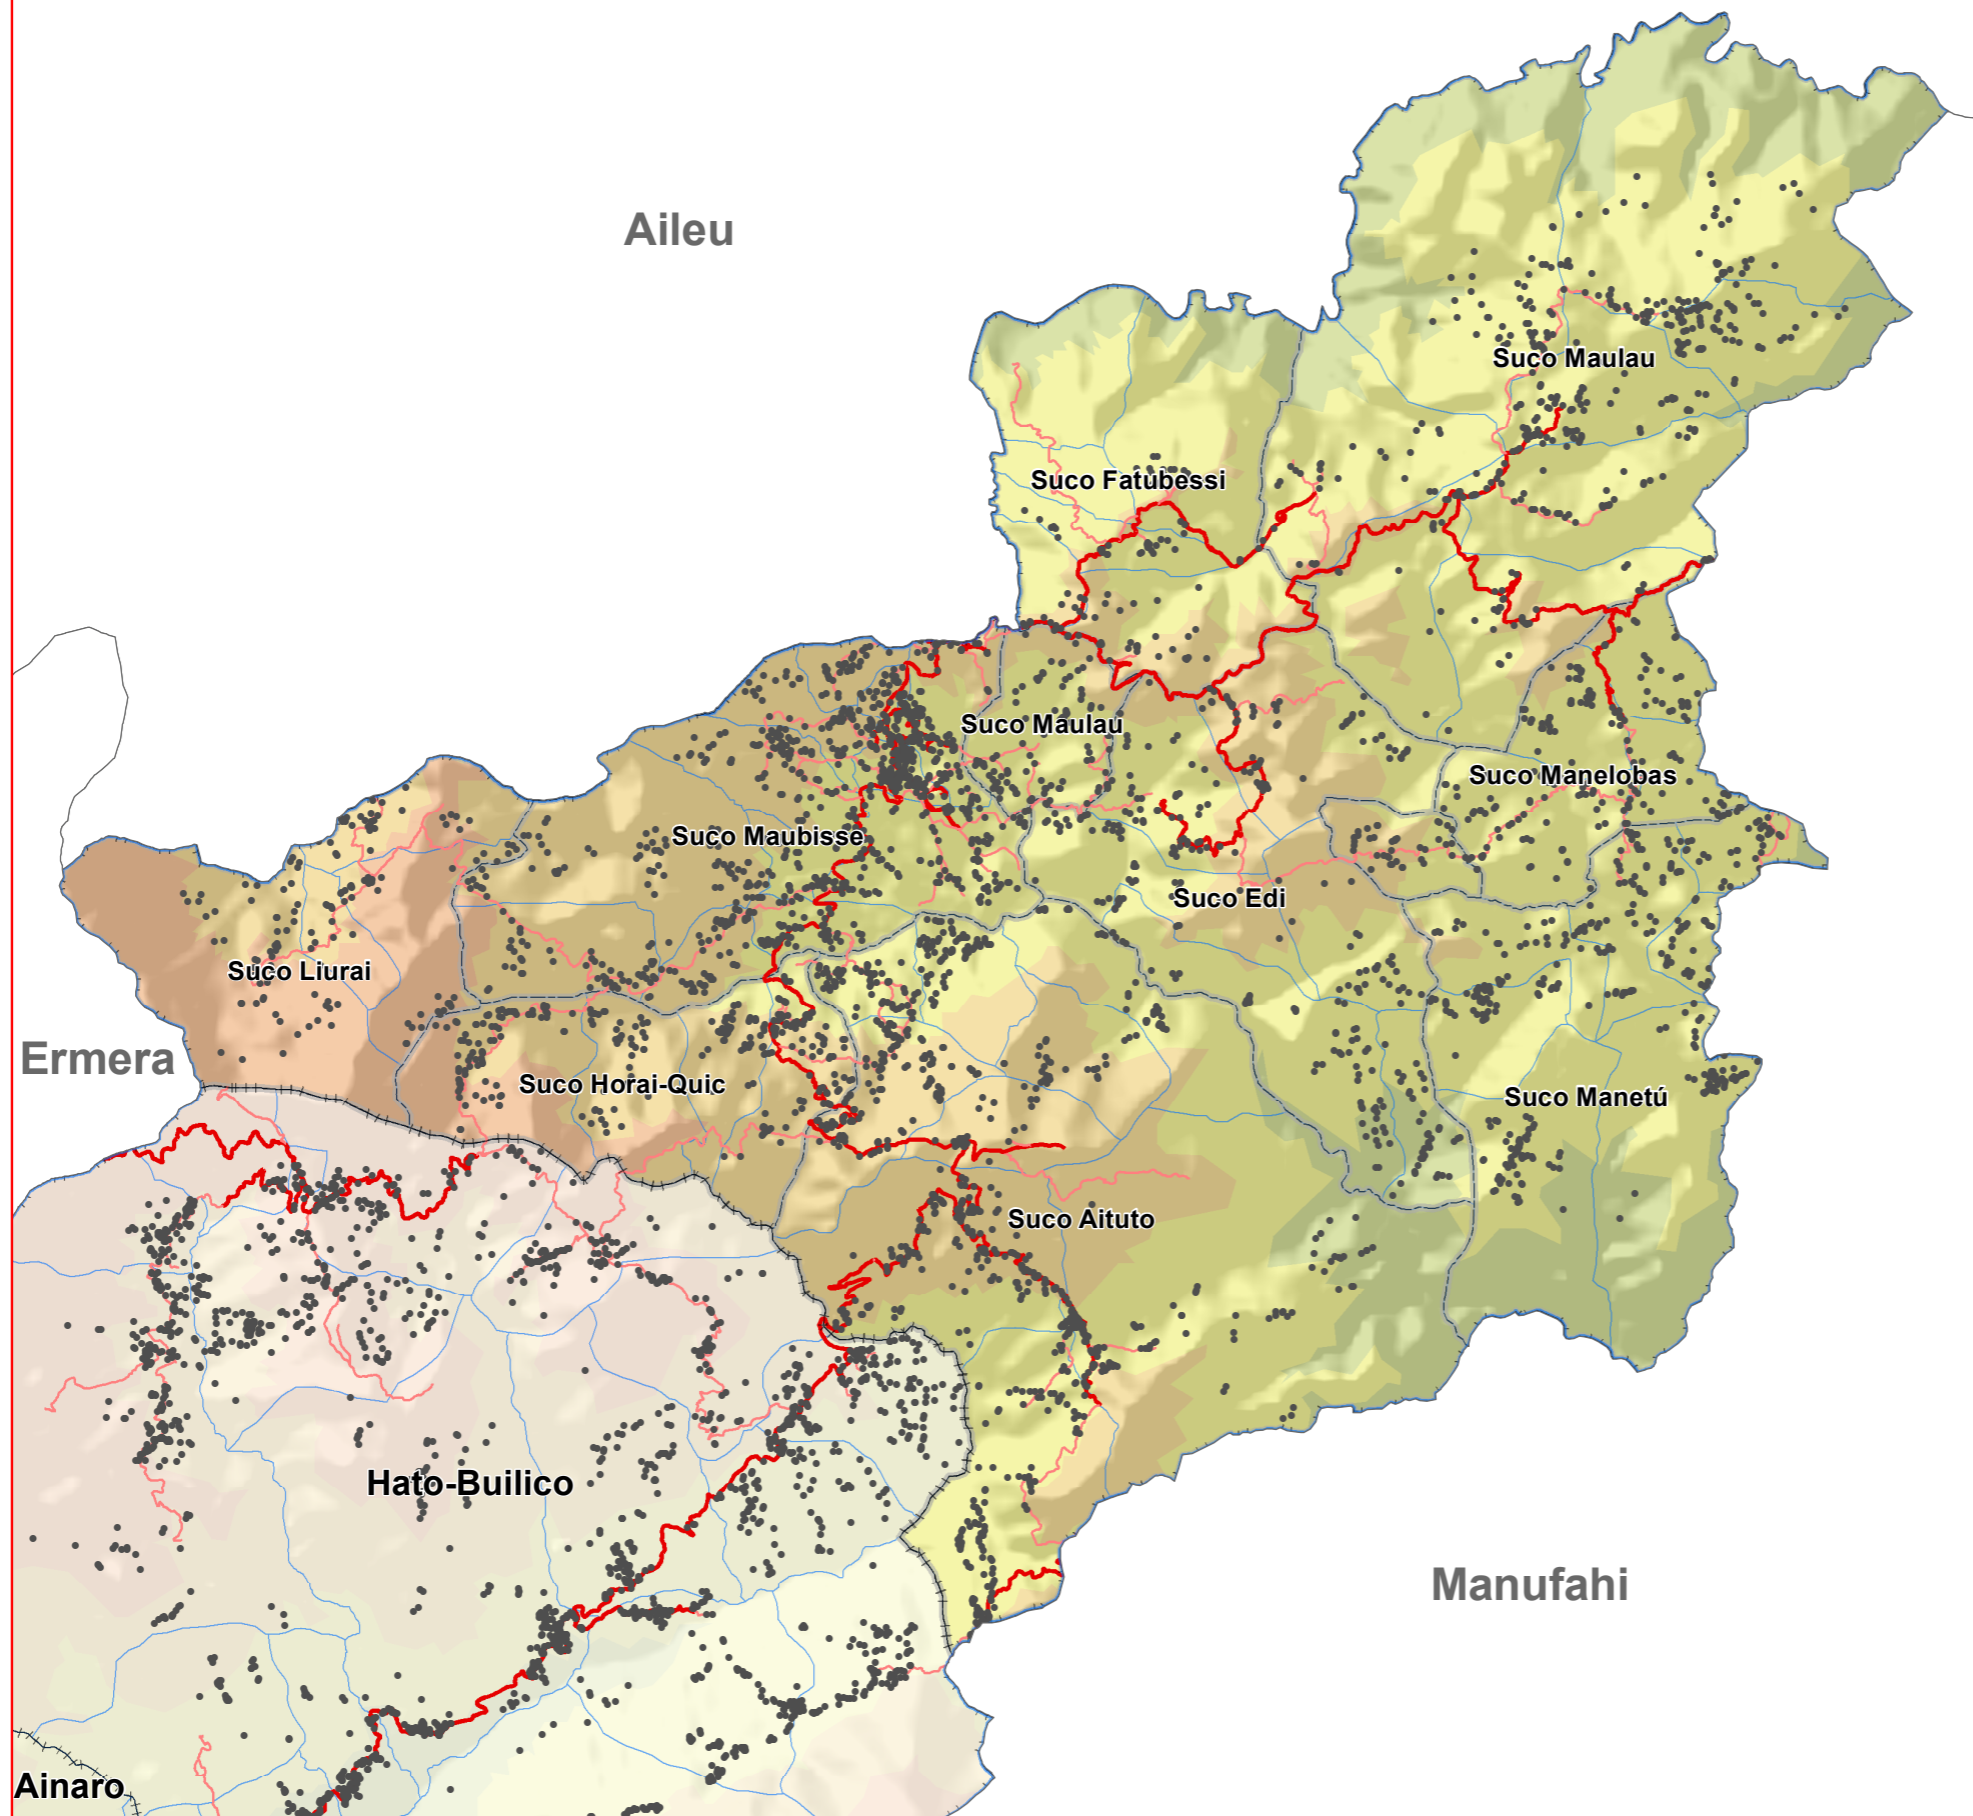 Aileu
Suco Maulau
Suco Fatubessi
Suco Maulau
Suco Manelobas
Suco Maubisse
Suco Edi
Suco Liurai
Ermera
Suco Horai-Quic
Suco Manetú
Suco Aituto
Hato-Builico
Manufahi
Ainaro